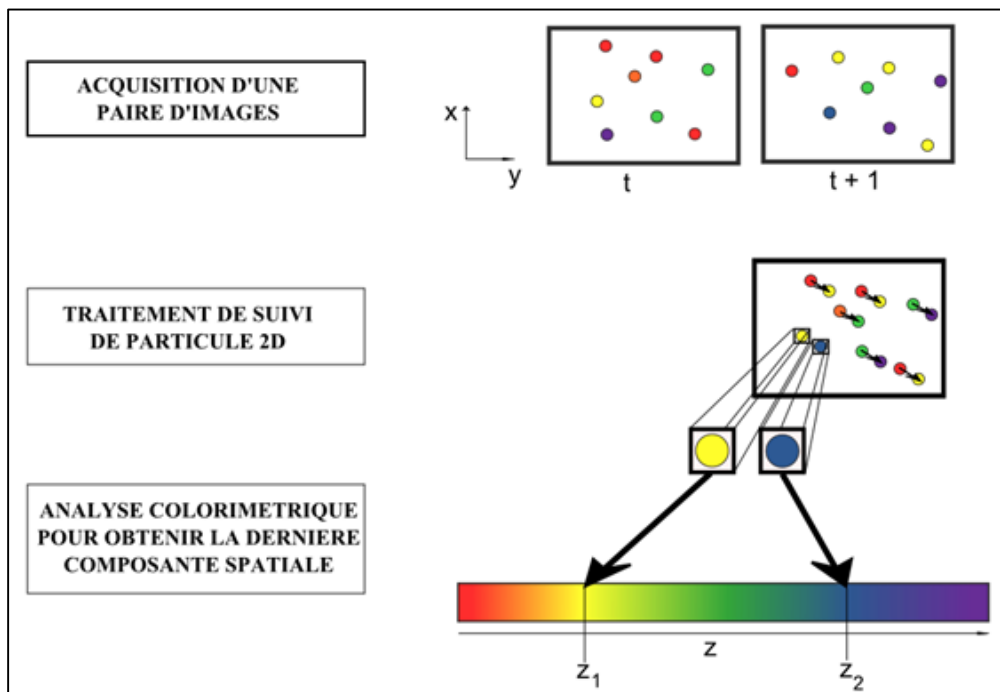 ACQUISITION D'UNE
PAIRE D'IMAGES
x
y
t
t + 1
TRAITEMENT DE SUIVI
DE PARTICULE 2D
ANALYSE COLORIMETRIQUE
POUR OBTENIR LA DERNIERE
COMPOSANTE SPATIALE
z
z1
z2